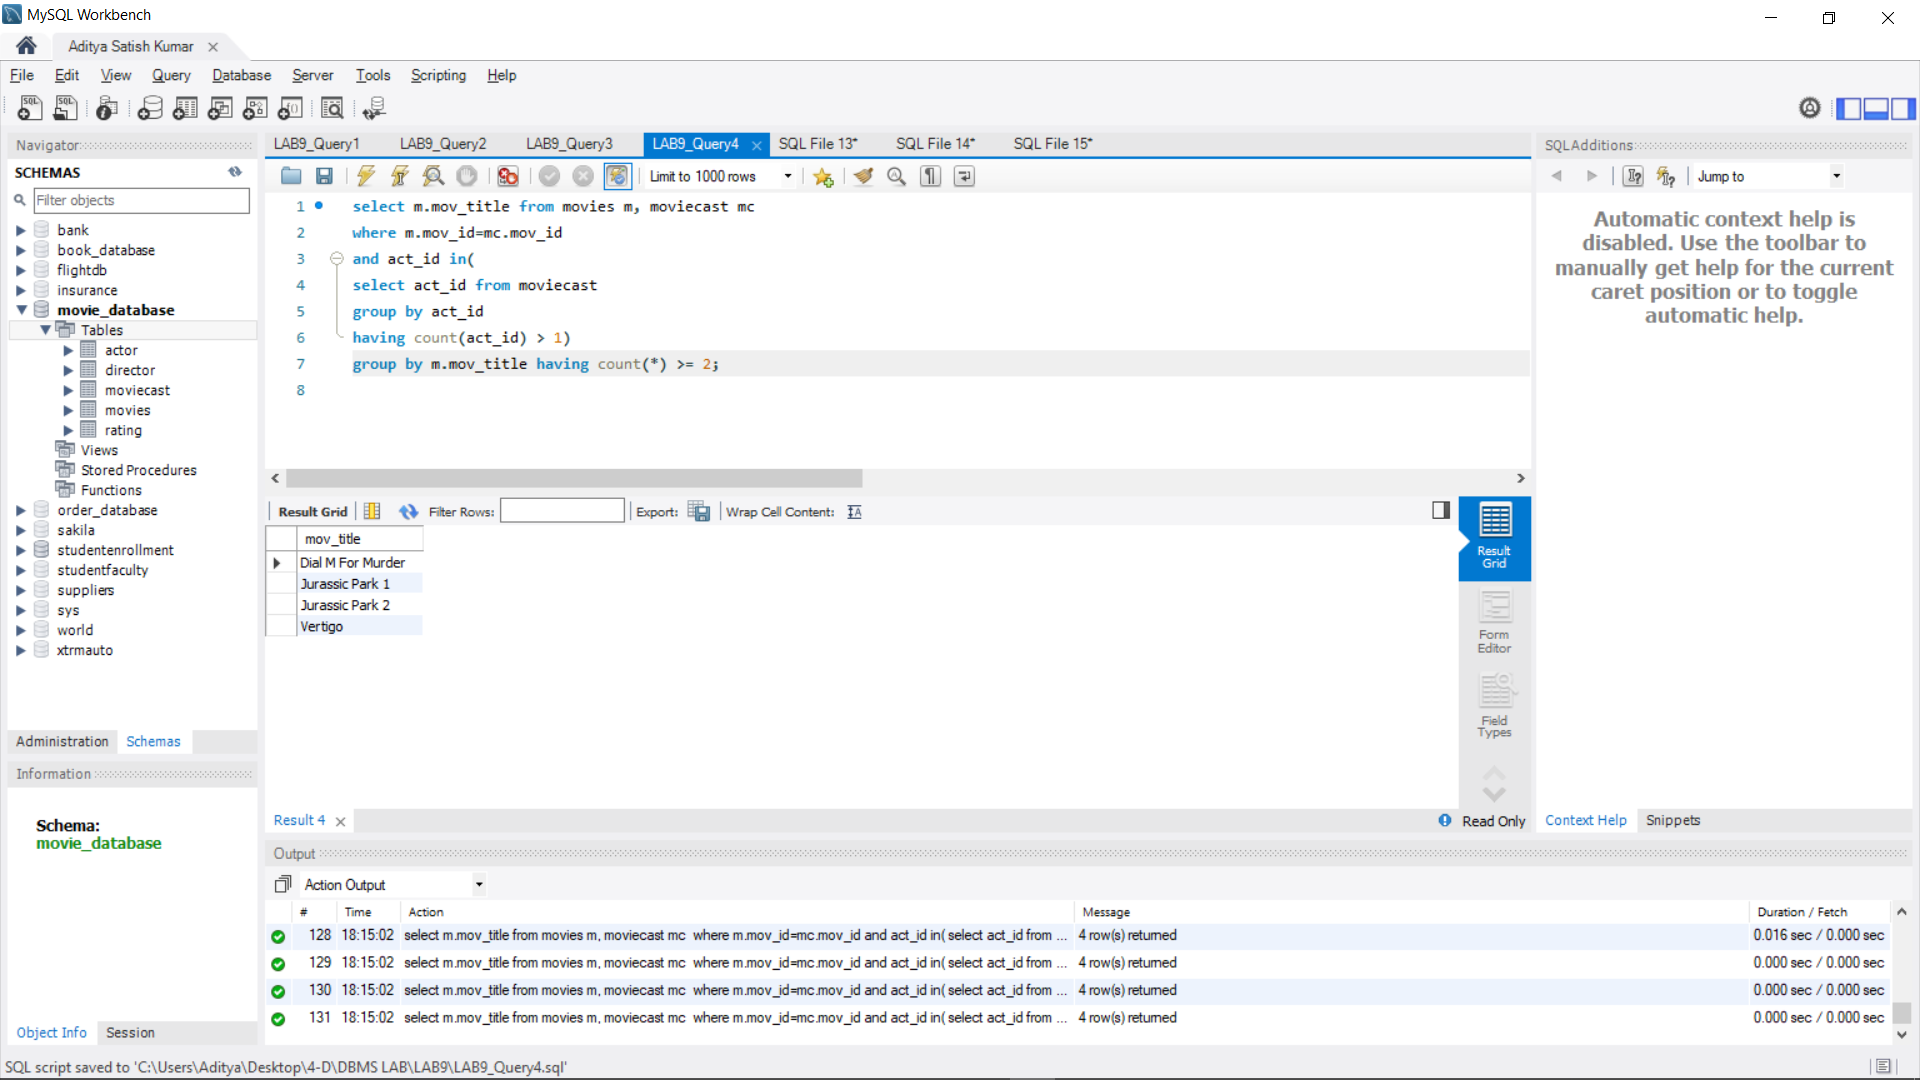 MySQL Workbench
Aditya Satish Kumar
File Edit View Query Database Server Tools Scripting Help
Navigator
SCHEMAS
Filter objects
bank
book_database
flightdb
insurance
movie_database
Tables
actor
director
moviecast
movies
rating
Views
Stored Procedures
Functions
order_database
sakila
studentenrollment
studentfaculty
suppliers
sys
world
xtrmauto
Administration Schemas
Information
Schema:
movie_database
Object Info Session
LAB9_Query1 LAB9_Query2 LAB9_Query3 LAB9_Query4 SQL File 13* SQL File 14* SQL File 15*
Limit to 1000 rows
1 select m.mov_title from movies m, moviecast mc
2 where m.mov_id=mc.mov_id
3 and act_id in(
4 select act_id from moviecast
5 group by act_id
6 having count(act_id) > 1)
7 group by m.mov_title having count(*) >= 2;
8
Result Grid Filter Rows: Export: Wrap Cell Content:
mov_title
Dial M For Murder
Jurassic Park 1
Jurassic Park 2
Vertigo
Result
Grid
Form
Editor
Field
Types
Result 4
Read Only
SQLAdditions
Jump to
Automatic context help is
disabled. Use the toolbar to
manually get help for the current
caret position or to toggle
automatic help.
Context Help Snippets
Output
Action Output
# Time Action Message Duration / Fetch
128 18:15:02 select m.mov_title from movies m, moviecast mc where m.mov_id=mc.mov_id and act_id in( select act_id from ... 4 row(s) returned 0.016 sec / 0.000 sec
129 18:15:02 select m.mov_title from movies m, moviecast mc where m.mov_id=mc.mov_id and act_id in( select act_id from ... 4 row(s) returned 0.000 sec / 0.000 sec
130 18:15:02 select m.mov_title from movies m, moviecast mc where m.mov_id=mc.mov_id and act_id in( select act_id from ... 4 row(s) returned 0.000 sec / 0.000 sec
131 18:15:02 select m.mov_title from movies m, moviecast mc where m.mov_id=mc.mov_id and act_id in( select act_id from ... 4 row(s) returned 0.000 sec / 0.000 sec
SQL script saved to 'C:\Users\Aditya\Desktop\4-D\DBMS LAB\LAB9\LAB9_Query4.sql'